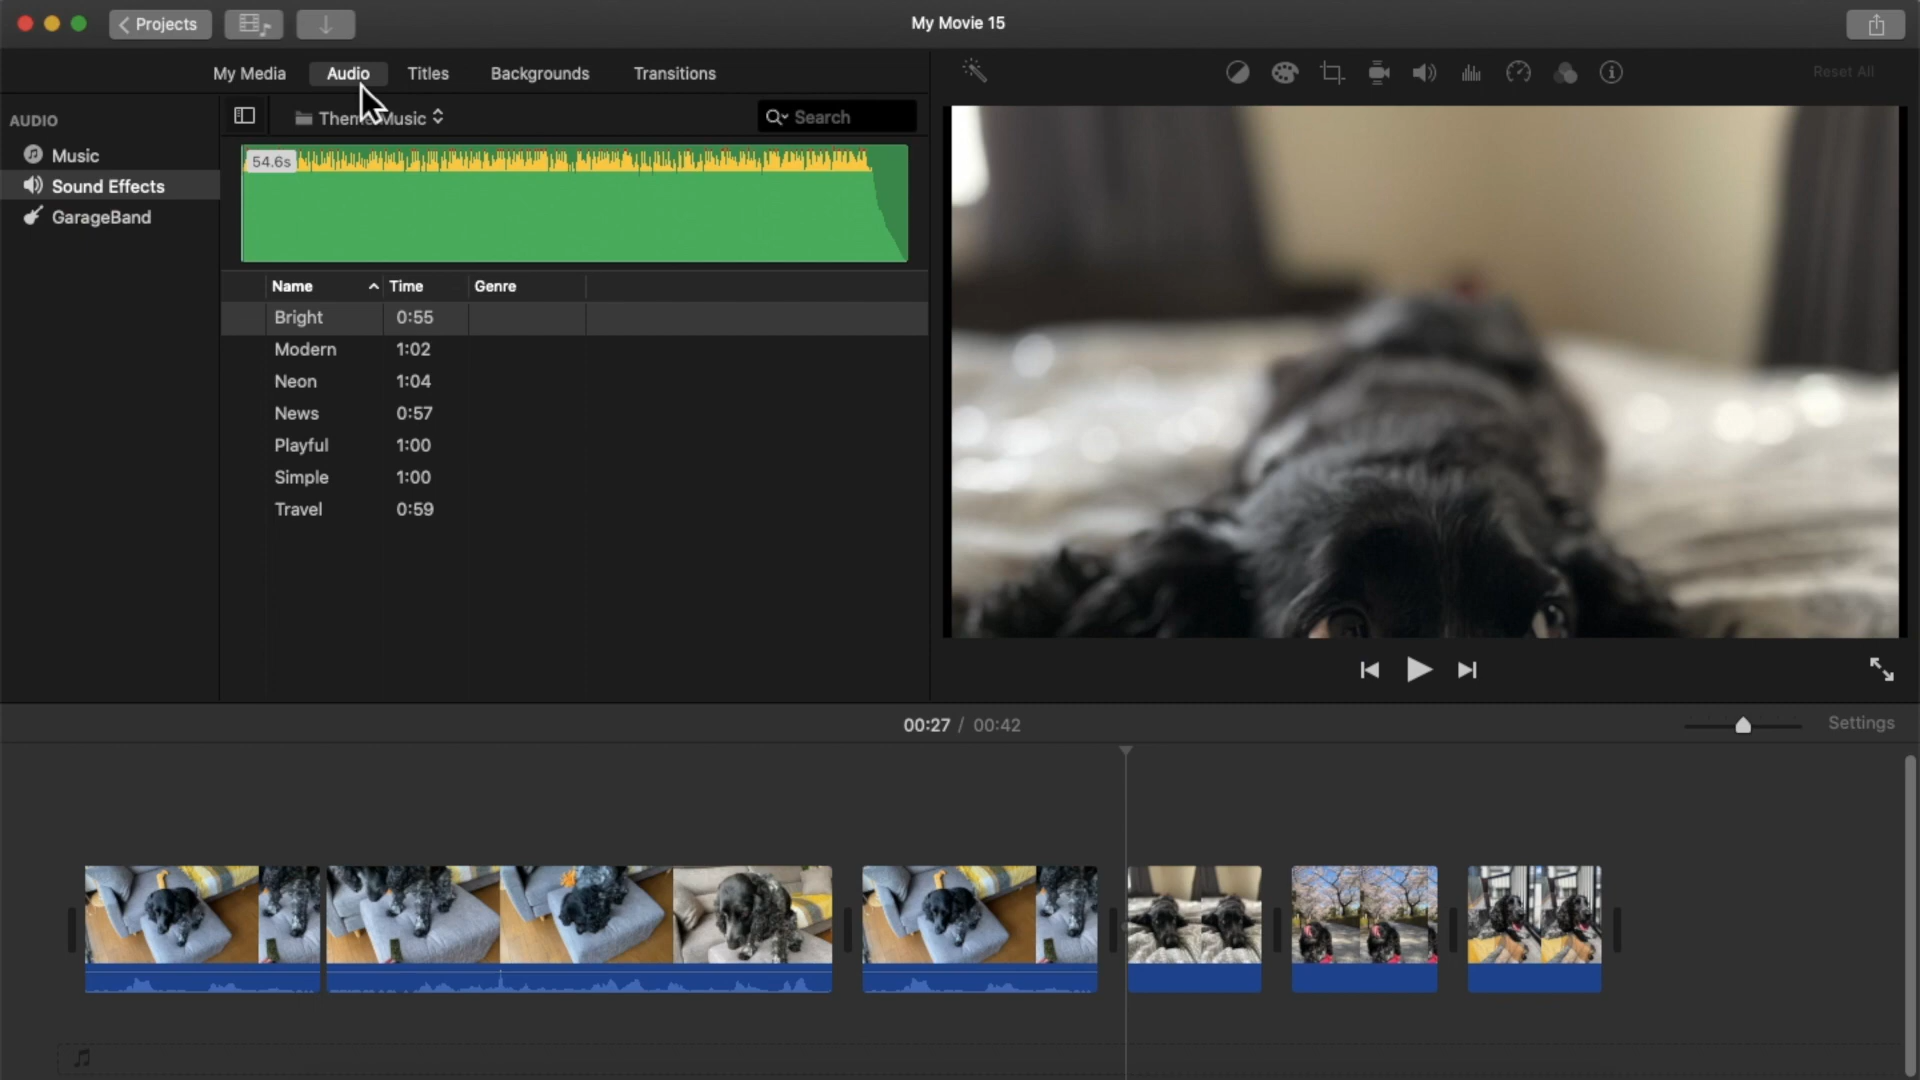 Projects
My Movie 15
My Media Audio Titles Backgrounds Transitions
Reset All
AUDIO
Theme Music
Search
Music
Sound Effects
GarageBand
54.6s
Name Time Genre
Bright 0:55
Modern 1:02
Neon 1:04
News 0:57
Playful 1:00
Simple 1:00
Travel 0:59
00:27 / 00:42
Settings